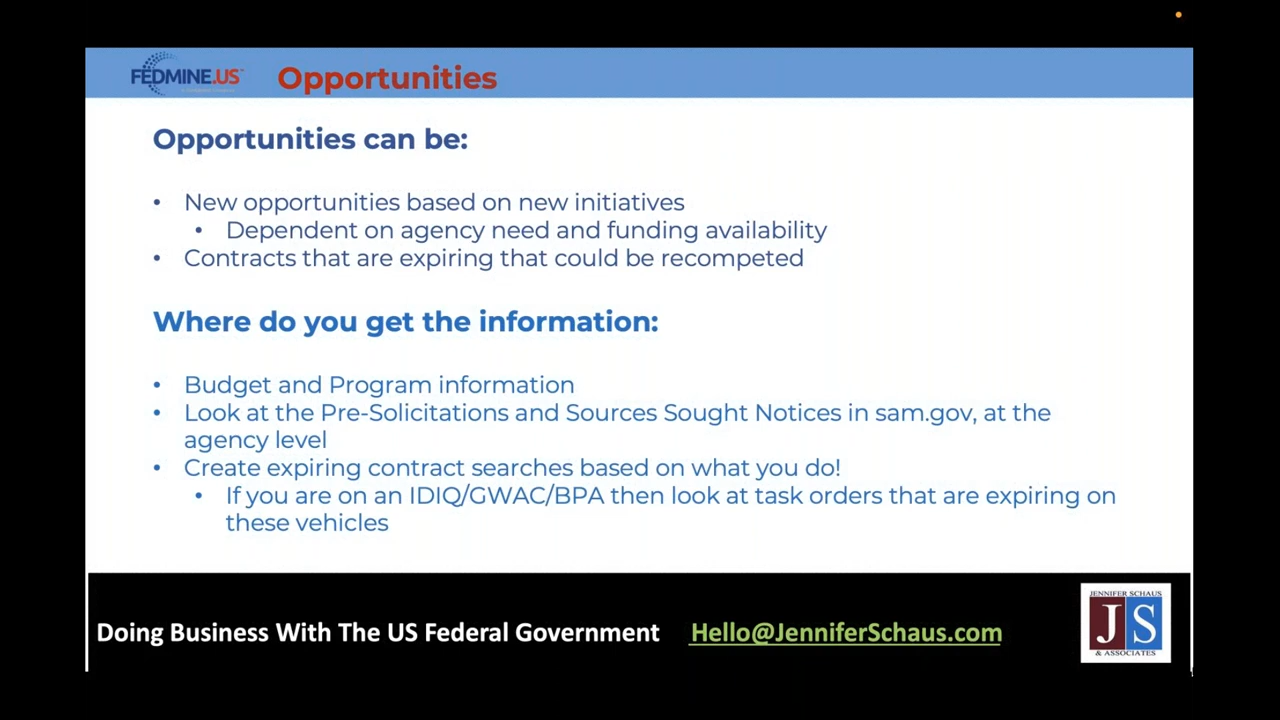 FEDMINE.US™
Opportunities
Opportunities can be:
• New opportunities based on new initiatives
• Dependent on agency need and funding availability
• Contracts that are expiring that could be recompeted
Where do you get the information:
• Budget and Program information
• Look at the Pre-Solicitations and Sources Sought Notices in sam.gov, at the
agency level
• Create expiring contract searches based on what you do!
• If you are on an IDIQ/GWAC/BPA then look at task orders that are expiring on
these vehicles
Doing Business With The US Federal Government Hello@JenniferSchaus.com
JENNIFER SCHAUS
JS
& ASSOCIATES